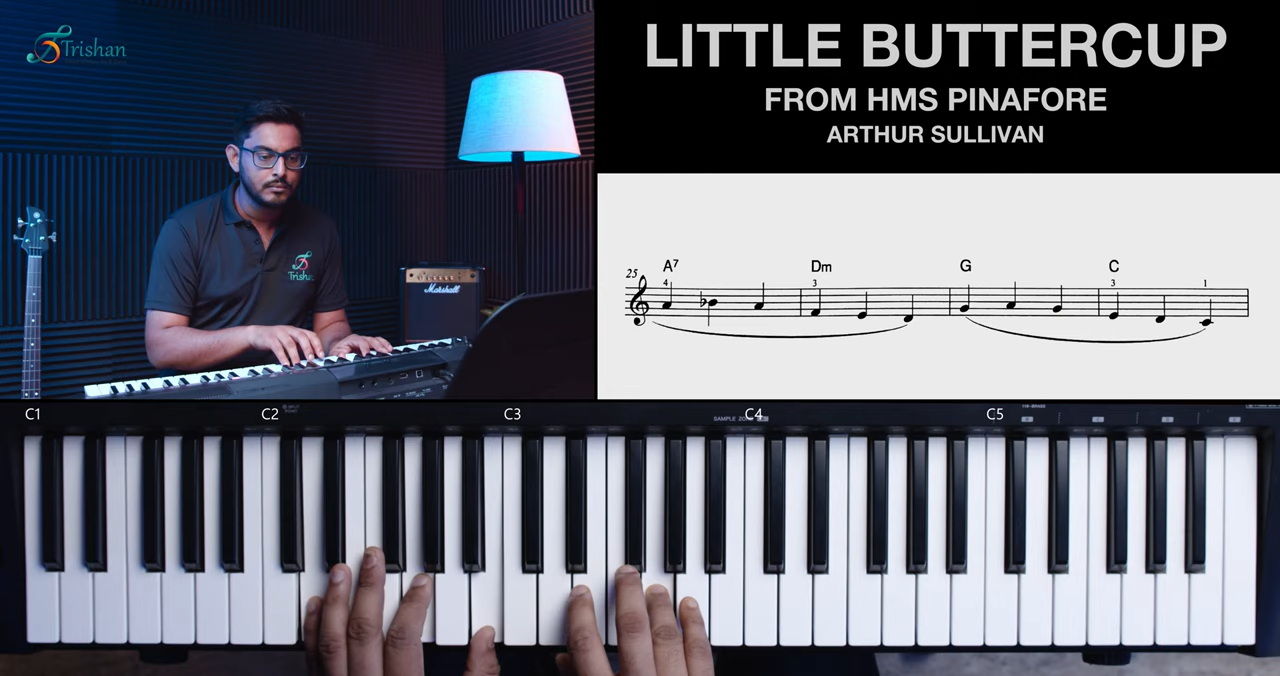 Trishan
LITTLE BUTTERCUP
FROM HMS PINAFORE
ARTHUR SULLIVAN
25 A7 Dm G C
4 3 3 1
Marshall
C1 C2 C3 C4 C5
SAMPLE